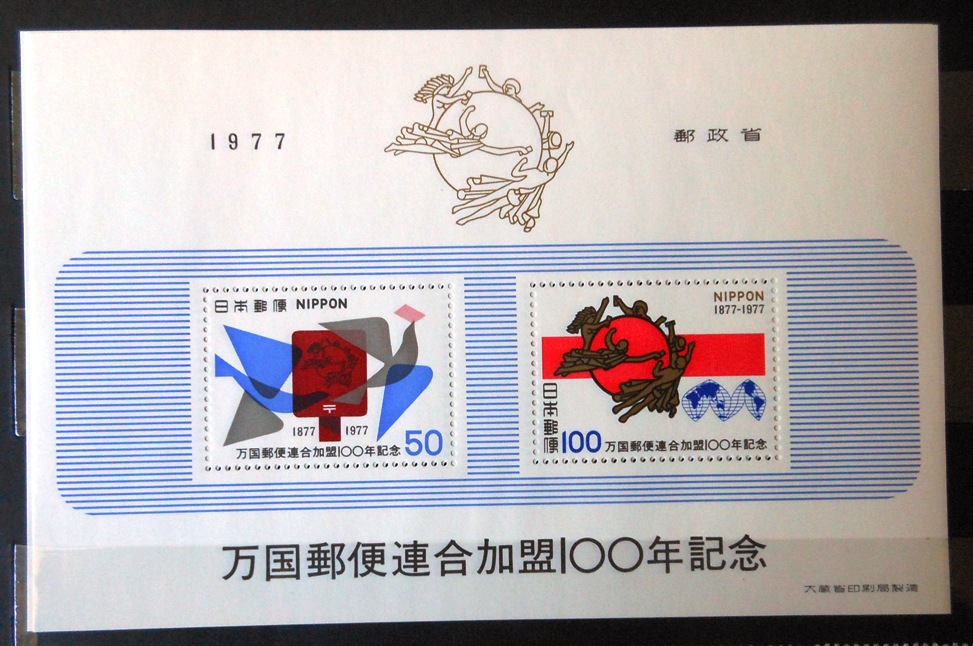 1977
郵政省
日本郵便 NIPPON
〒
1877 1977
万国郵便連合加盟100年記念 50
NIPPON
1877-1977
日本郵便
100 万国郵便連合加盟100年記念
万国郵便連合加盟100年記念
大蔵省印刷局製造